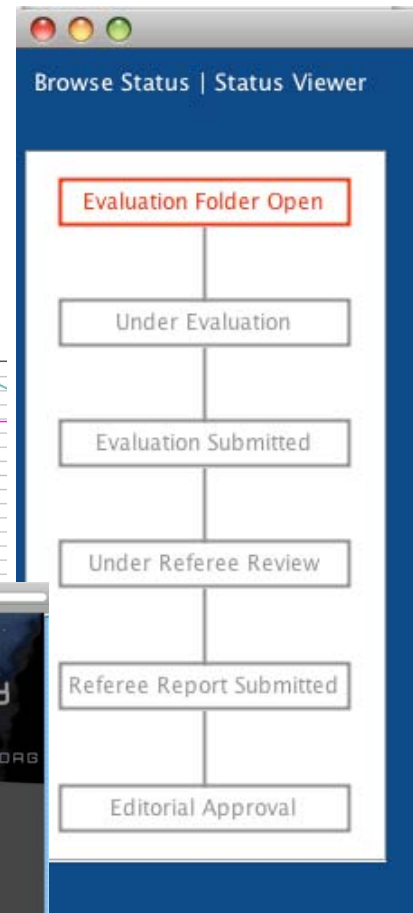 Browse Status | Status Viewer
Evaluation Folder Open
Under Evaluation
Evaluation Submitted
Under Referee Review
Referee Report Submitted
Editorial Approval